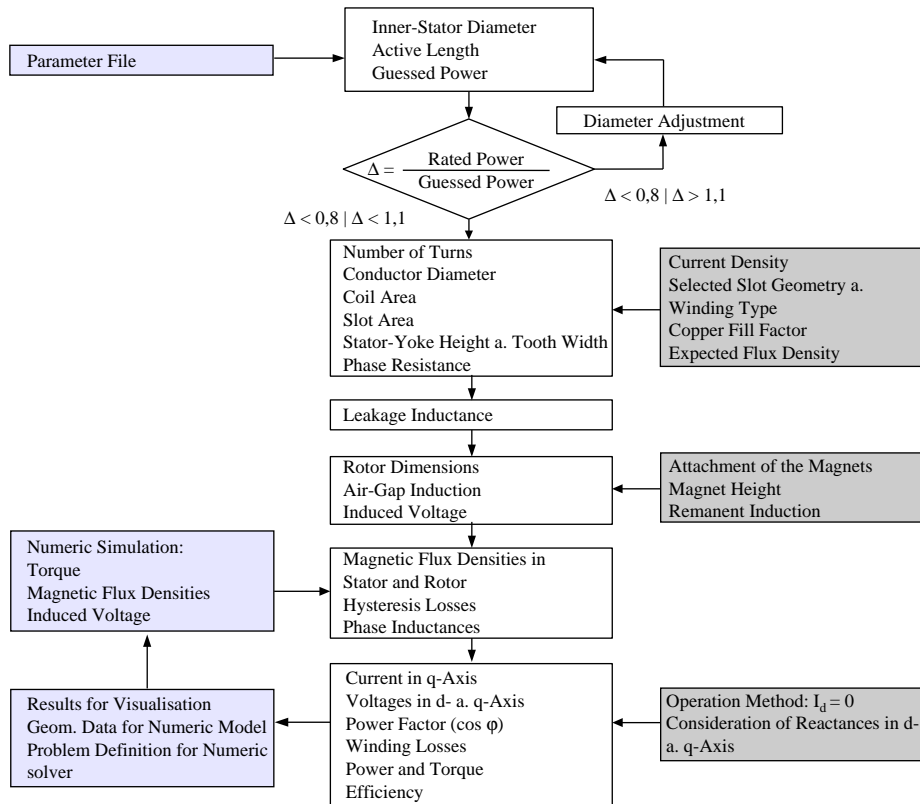 Inner-Stator Diameter
Active Length
Guessed Power
Parameter File
Diameter Adjustment
Δ = Rated Power
Guessed Power
Δ < 0,8 | Δ > 1,1
Δ < 0,8 | Δ < 1,1
Number of Turns
Conductor Diameter
Coil Area
Slot Area
Stator-Yoke Height a. Tooth Width
Phase Resistance
Current Density
Selected Slot Geometry a.
Winding Type
Copper Fill Factor
Expected Flux Density
Leakage Inductance
Rotor Dimensions
Air-Gap Induction
Induced Voltage
Attachment of the Magnets
Magnet Height
Remanent Induction
Numeric Simulation:
Torque
Magnetic Flux Densities
Induced Voltage
Magnetic Flux Densities in
Stator and Rotor
Hysteresis Losses
Phase Inductances
Results for Visualisation
Geom. Data for Numeric Model
Problem Definition for Numeric
solver
Current in q-Axis
Voltages in d- a. q-Axis
Power Factor (cos φ)
Winding Losses
Power and Torque
Efficiency
Operation Method: I_d = 0
Consideration of Reactances in d-
a. q-Axis